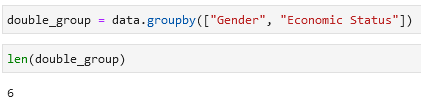 double_group = data.groupby(["Gender", "Economic Status"])
len(double_group)
6